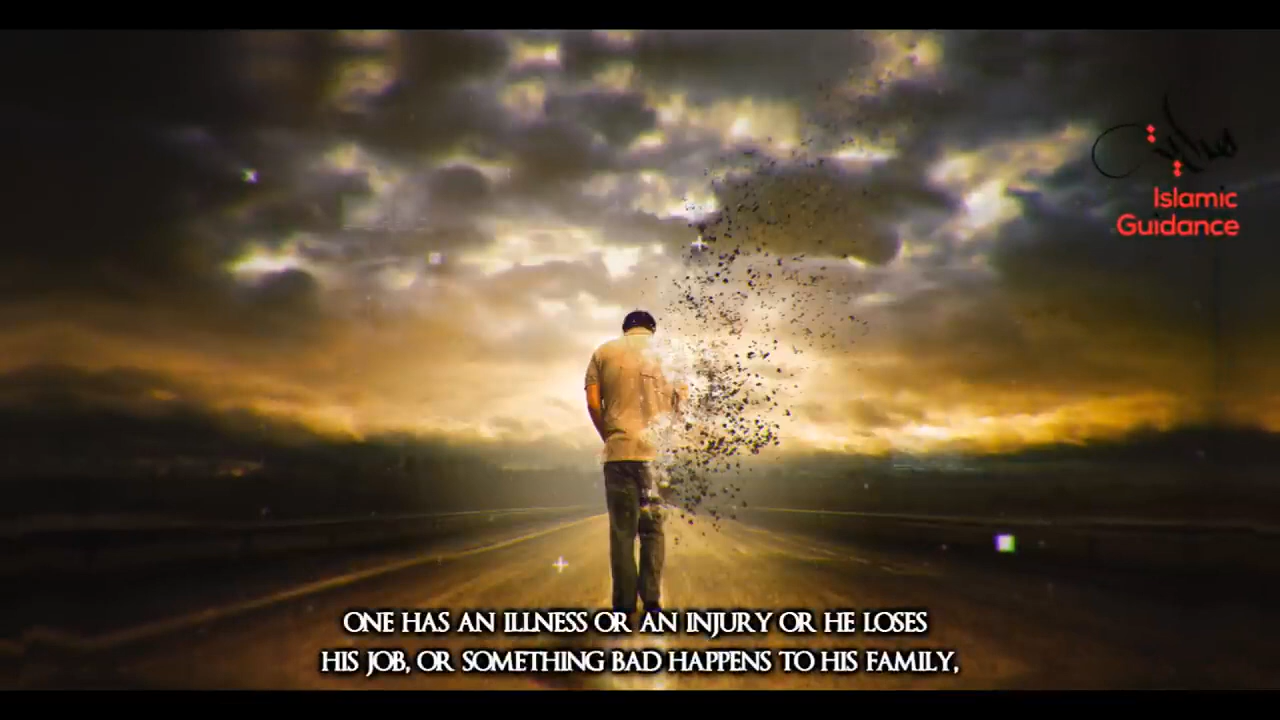 Islamic
Guidance
ONE HAS AN ILLNESS OR AN INJURY OR HE LOSES
HIS JOB, OR SOMETHING BAD HAPPENS TO HIS FAMILY,